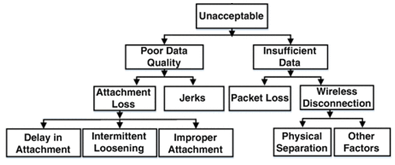 Unacceptable
Poor Data
Quality
Insufficient
Data
Attachment
Loss
Jerks
Packet Loss
Wireless
Disconnection
Delay in
Attachment
Intermittent
Loosening
Improper
Attachment
Physical
Separation
Other
Factors